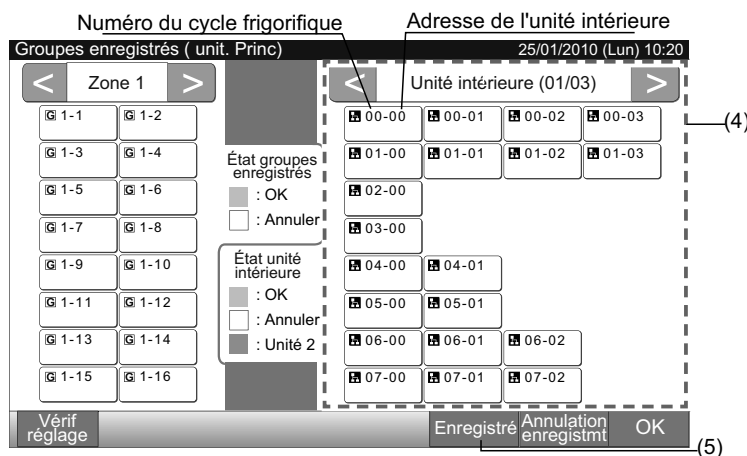 Numéro du cycle frigorifique
Adresse de l'unité intérieure
Groupes enregistrés ( unit. Princ)
25/01/2010 (Lun) 10:20
<
Zone 1
>
<
Unité intérieure (01/03)
>
(4)
G 1-1
G 1-2
G 1-3
G 1-4
G 1-5
G 1-6
G 1-7
G 1-8
G 1-9
G 1-10
G 1-11
G 1-12
G 1-13
G 1-14
G 1-15
G 1-16
État groupes
enregistrés
: OK
: Annuler
État unité
intérieure
: OK
: Annuler
: Unité 2
00-00
00-01
00-02
00-03
01-00
01-01
01-02
01-03
02-00
03-00
04-00
04-01
05-00
05-01
06-00
06-01
06-02
07-00
07-01
07-02
Vérif
réglage
Enregistré
Annulation
enregistmt
OK
(5)